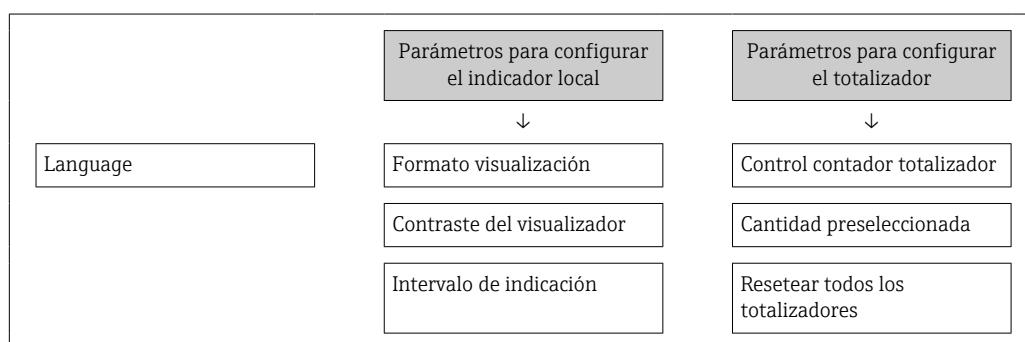 Parámetros para configurar
el indicador local
Parámetros para configurar
el totalizador
↓
↓
Language
Formato visualización
Control contador totalizador
Contraste del visualizador
Cantidad preseleccionada
Intervalo de indicación
Resetear todos los
totalizadores